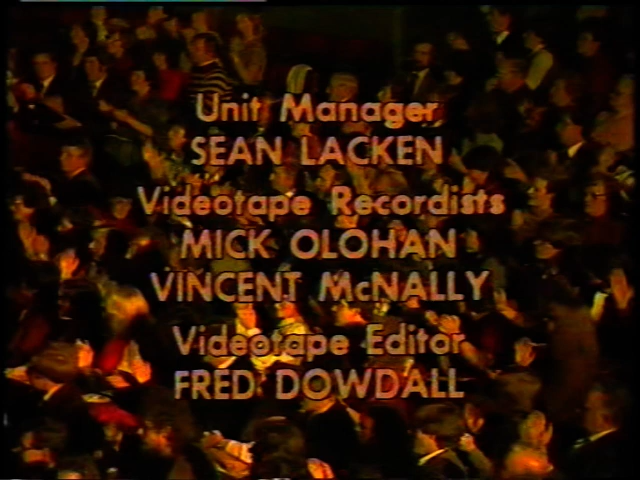 Unit Manager
SEAN LACKEN
Videotape Recordists
MICK OLOHAN
VINCENT McNALLY
Videotape Editor
FRED DOWDALL